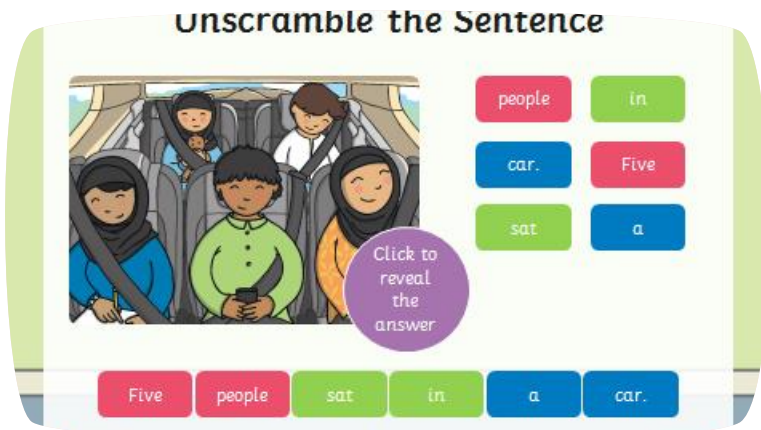 Unscramble the Sentence
people in
car. Five
sat a
Click to
reveal
the
answer
Five people sat in a car.